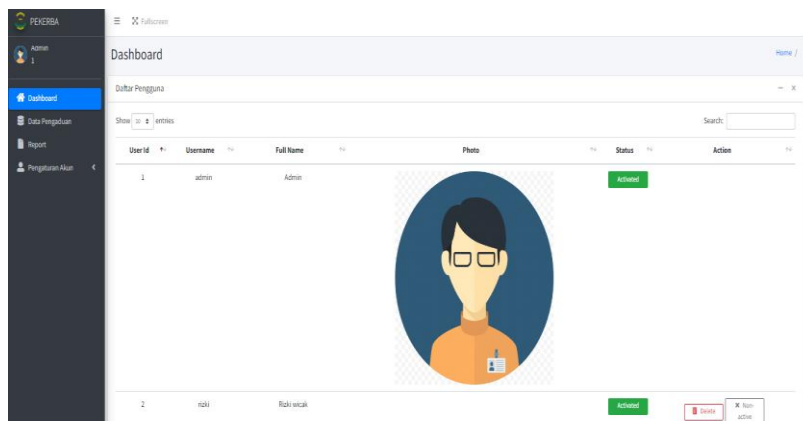 PEKERBA
Fullscreen
Admin
1
Dashboard
Home /
Dashboard
Data Pengaduan
Report
Pengaturan Akun
Daftar Pengguna
Show 10 entries
Search:
User Id Username Full Name Photo Status Action
1 admin Admin Activated
2 rizki Rizki wicak Activated Delete Non-active